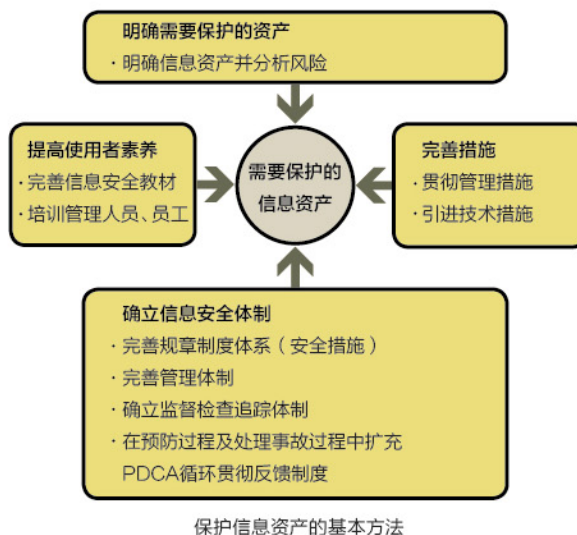 明确需要保护的资产
·明确信息资产并分析风险
提高使用者素养
·完善信息安全教材
·培训管理人员、员工
需要保护的
信息资产
完善措施
·贯彻管理措施
·引进技术措施
确立信息安全体制
·完善规章制度体系（安全措施）
·完善管理体制
·确立监督检查追踪体制
·在预防过程及处理事故过程中扩充
PDCA循环贯彻反馈制度
保护信息资产的基本方法